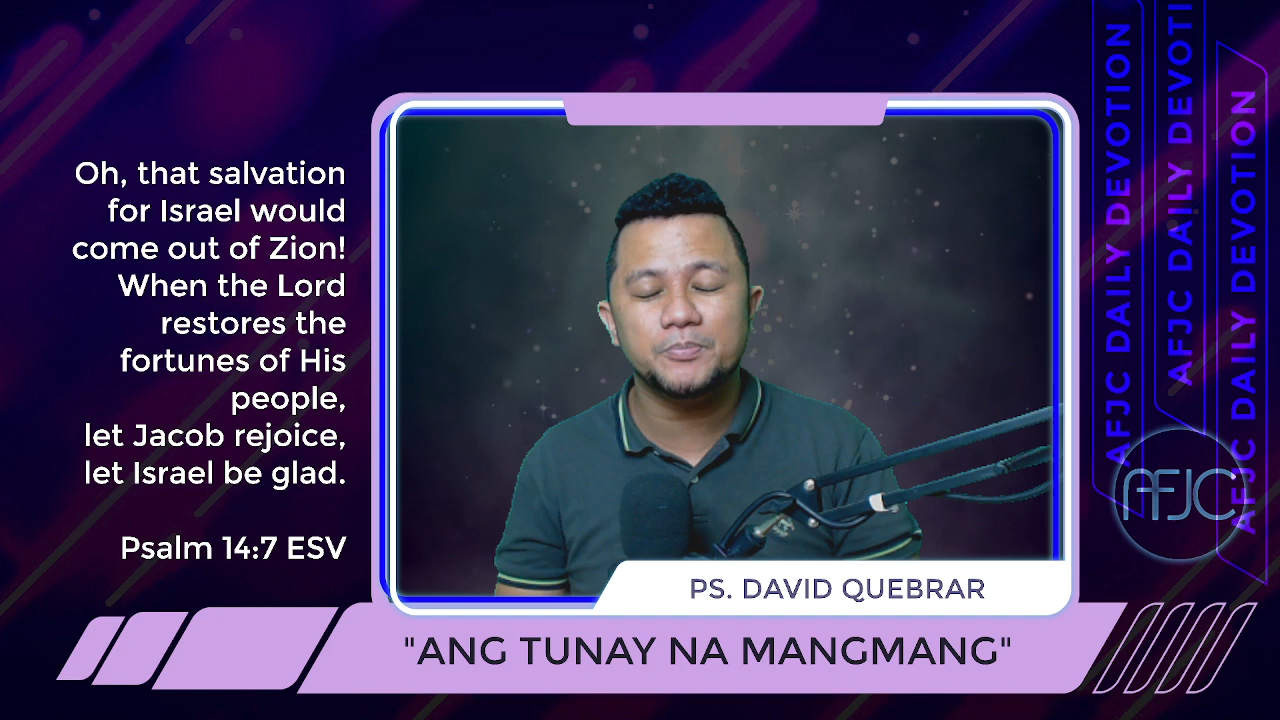 Oh, that salvation
for Israel would
come out of Zion!
When the Lord
restores the
fortunes of His
people,
let Jacob rejoice,
let Israel be glad.
Psalm 14:7 ESV
PS. DAVID QUEBRAR
"ANG TUNAY NA MANGMANG"
AFJC DAILY DEVOTION
AFJC DAILY DEVOTI
AFJC DAILY DEVOTION
AFJC